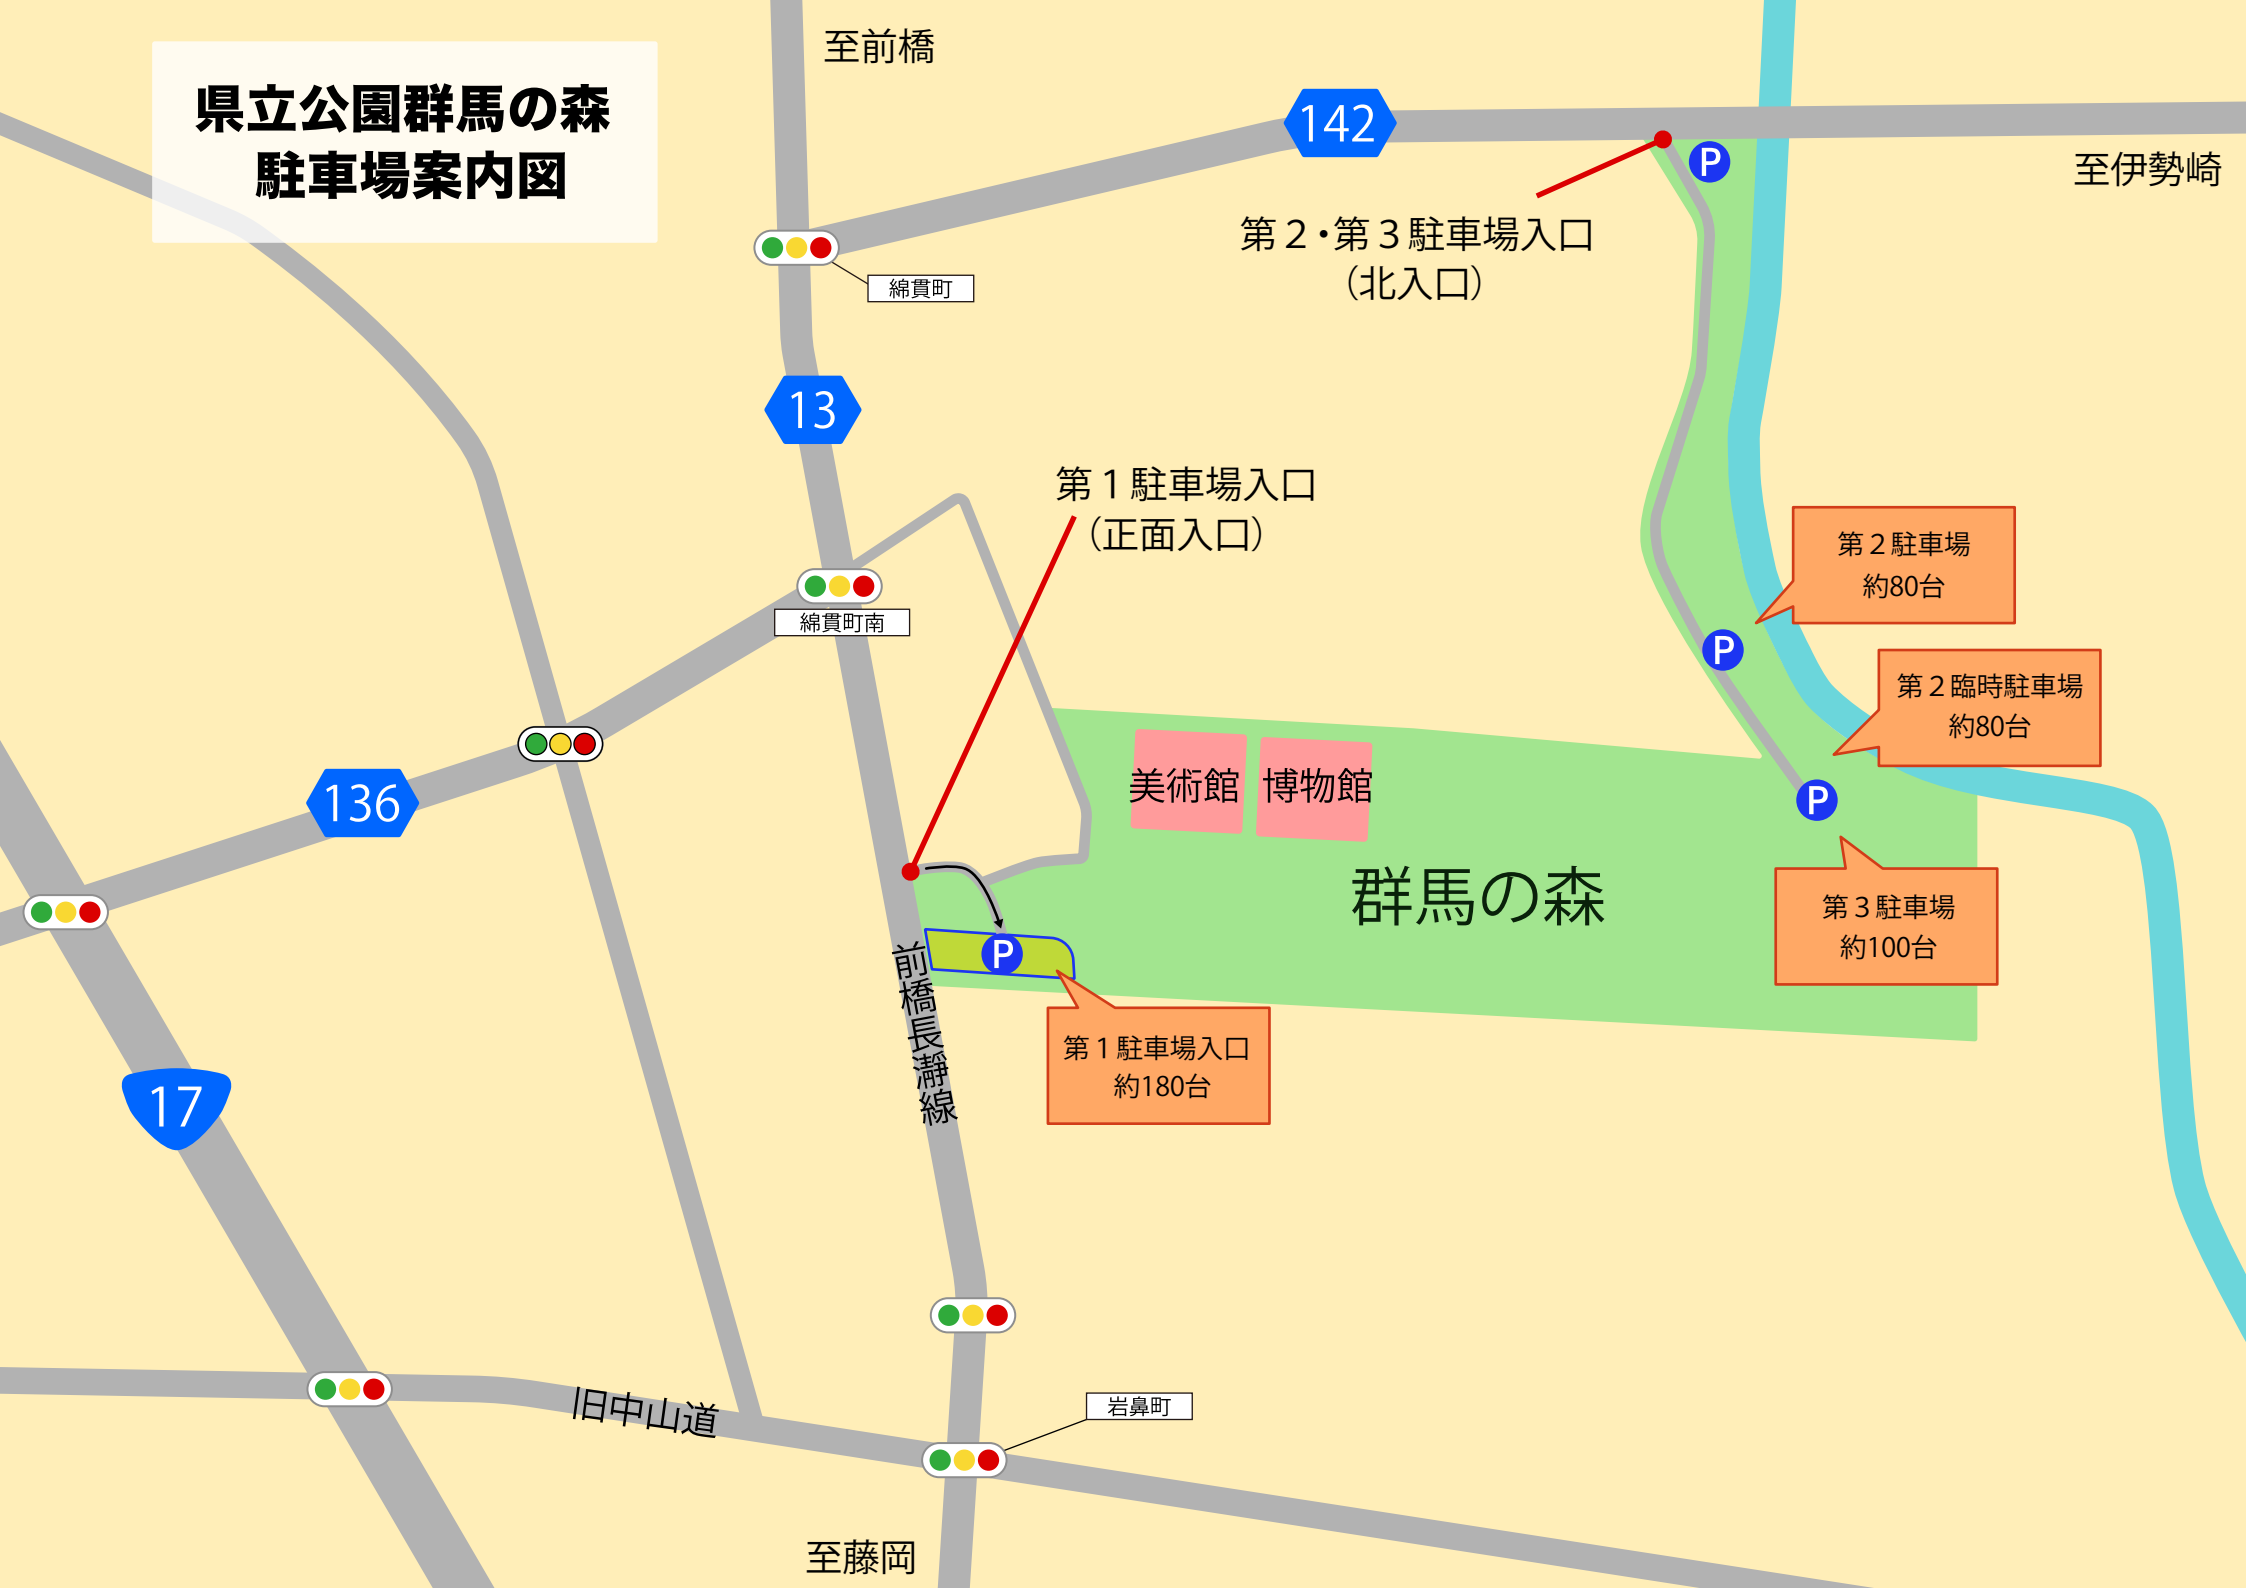 県立公園群馬の森
駐車場案内図
至前橋
142
至伊勢崎
P
第２・第３駐車場入口
（北入口）
綿貫町
13
第１駐車場入口
（正面入口）
第２駐車場
約80台
綿貫町南
P
第２臨時駐車場
約80台
美術館
博物館
136
P
群馬の森
第３駐車場
約100台
P
前橋長瀞線
第１駐車場入口
約180台
17
旧中山道
岩鼻町
至藤岡